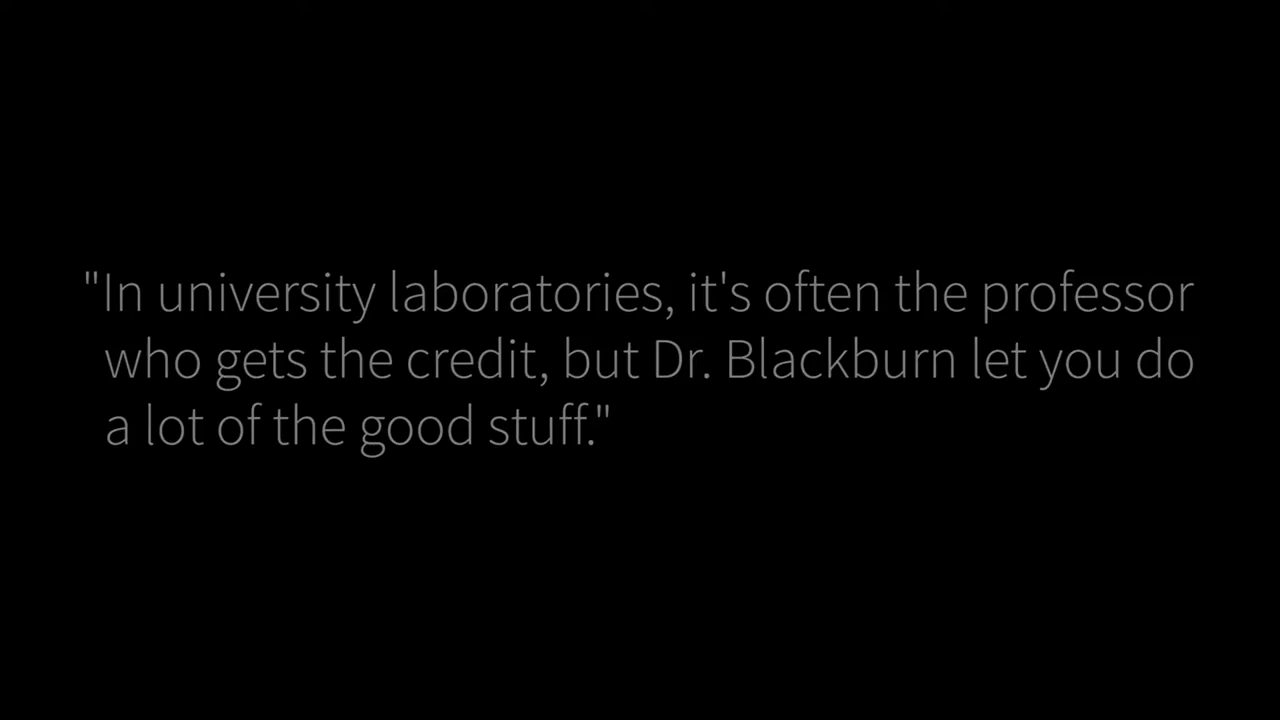 "In university laboratories, it's often the professor
who gets the credit, but Dr. Blackburn let you do
a lot of the good stuff."